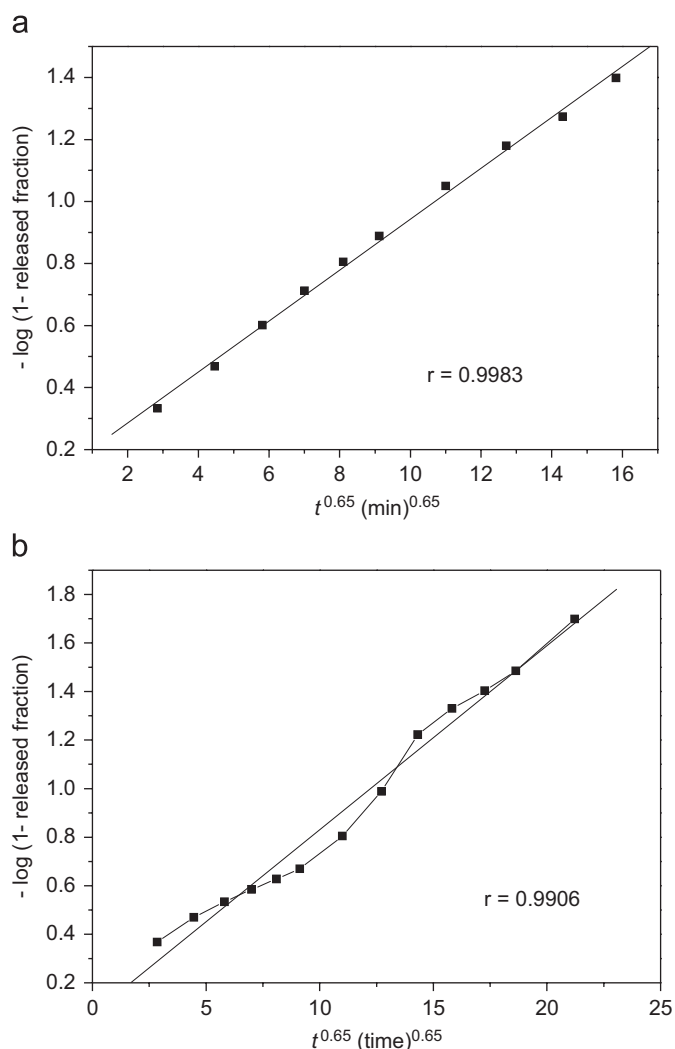 a
1.4
1.2
1.0
0.8
0.6
0.4
0.2
- log (1- released fraction)
r = 0.9983
2 4 6 8 10 12 14 16
t^0.65 (min)^0.65
b
1.8
1.6
1.4
1.2
1.0
0.8
0.6
0.4
0.2
- log (1- released fraction)
r = 0.9906
0 5 10 15 20 25
t^0.65 (time)^0.65